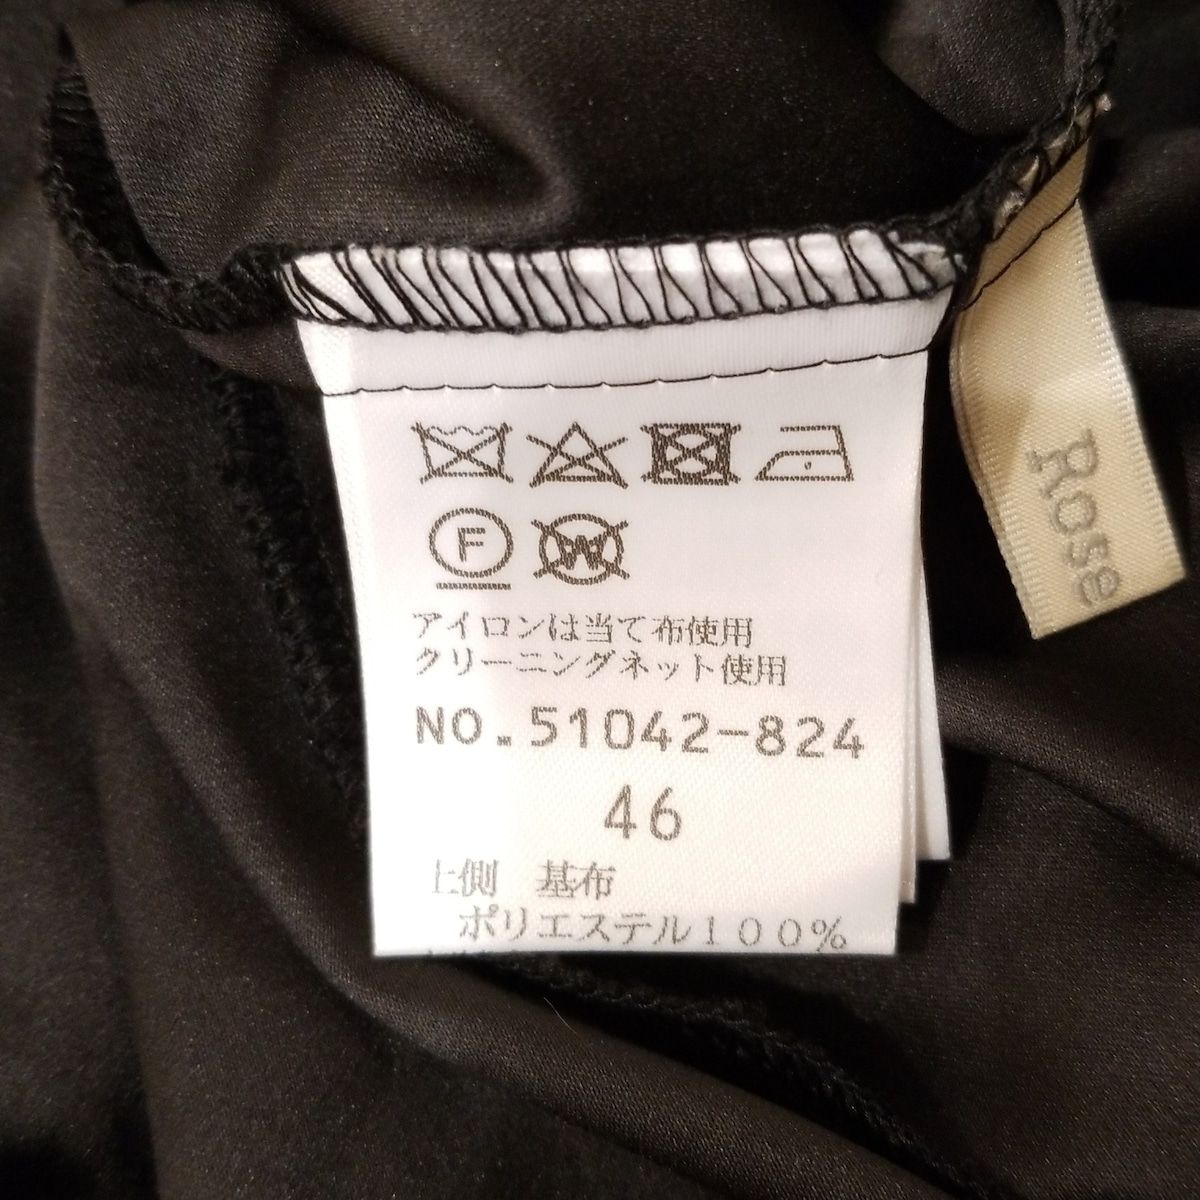 F W
アイロンは当て布使用
クリーニングネット使用
NO.51042-824
46
上側 基布
ポリエステル100%
Rose